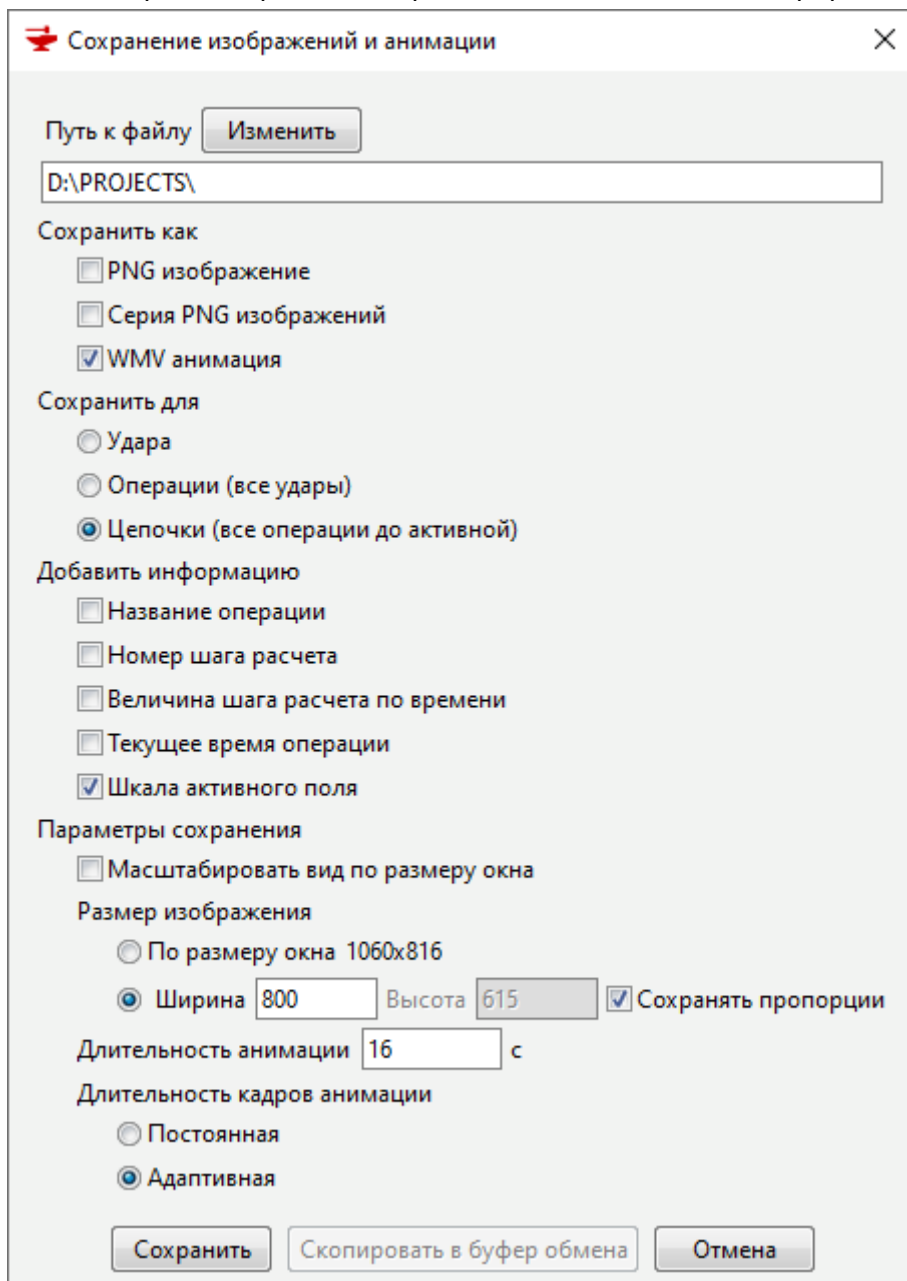 Сохранение изображений и анимации
Путь к файлу Изменить
D:\PROJECTS\
Сохранить как
PNG изображение
Серия PNG изображений
WMV анимация
Сохранить для
Удара
Операции (все удары)
Цепочки (все операции до активной)
Добавить информацию
Название операции
Номер шага расчета
Величина шага расчета по времени
Текущее время операции
Шкала активного поля
Параметры сохранения
Масштабировать вид по размеру окна
Размер изображения
По размеру окна 1060x816
Ширина 800 Высота 615 Сохранять пропорции
Длительность анимации 16 с
Длительность кадров анимации
Постоянная
Адаптивная
Сохранить Скопировать в буфер обмена Отмена